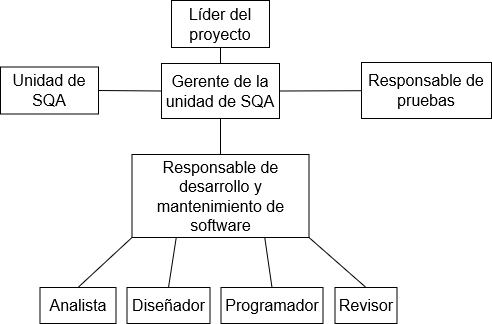 Líder del
proyecto
Unidad de
SQA
Gerente de la
unidad de SQA
Responsable de
pruebas
Responsable de
desarrollo y
mantenimiento de
software
Analista
Diseñador
Programador
Revisor